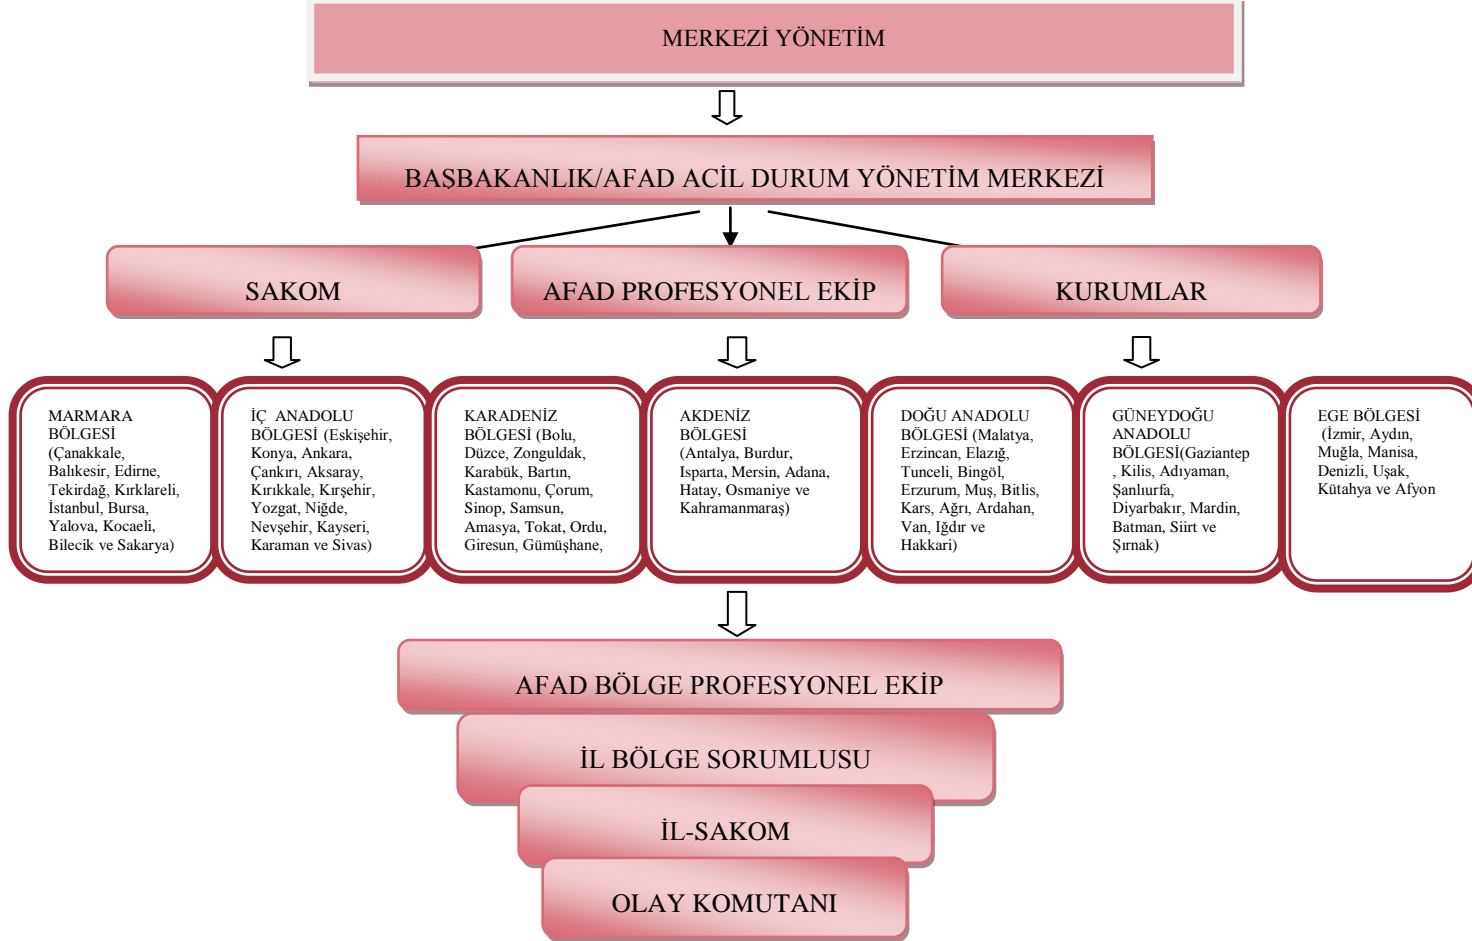 MERKEZİ YÖNETİM
BAŞBAKANLIK/AFAD ACİL DURUM YÖNETİM MERKEZİ
SAKOM
AFAD PROFESYONEL EKİP
KURUMLAR
MARMARA
BÖLGESİ
(Çanakkale,
Balıkesir, Edirne,
Tekirdağ, Kırklareli,
İstanbul, Bursa,
Yalova, Kocaeli,
Bilecik ve Sakarya)
İÇ ANADOLU
BÖLGESİ (Eskişehir,
Konya, Ankara,
Çankırı, Aksaray,
Kırıkkale, Kırşehir,
Yozgat, Niğde,
Nevşehir, Kayseri,
Karaman ve Sivas)
KARADENİZ
BÖLGESİ (Bolu,
Düzce, Zonguldak,
Karabük, Bartın,
Kastamonu, Çorum,
Sinop, Samsun,
Amasya, Tokat, Ordu,
Giresun, Gümüşhane,
AKDENİZ
BÖLGESİ
(Antalya, Burdur,
Isparta, Mersin, Adana,
Hatay, Osmaniye ve
Kahramanmaraş)
DOĞU ANADOLU
BÖLGESİ (Malatya,
Erzincan, Elazığ,
Tunceli, Bingöl,
Erzurum, Muş, Bitlis,
Kars, Ağrı, Ardahan,
Van, Iğdır ve
Hakkari)
GÜNEYDOĞU
ANADOLU
BÖLGESİ(Gaziantep
, Kilis, Adıyaman,
Şanlıurfa,
Diyarbakır, Mardin,
Batman, Siirt ve
Şırnak)
EGE BÖLGESİ
(İzmir, Aydın,
Muğla, Manisa,
Denizli, Uşak,
Kütahya ve Afyon
AFAD BÖLGE PROFESYONEL EKİP
İL BÖLGE SORUMLUSU
İL-SAKOM
OLAY KOMUTANI